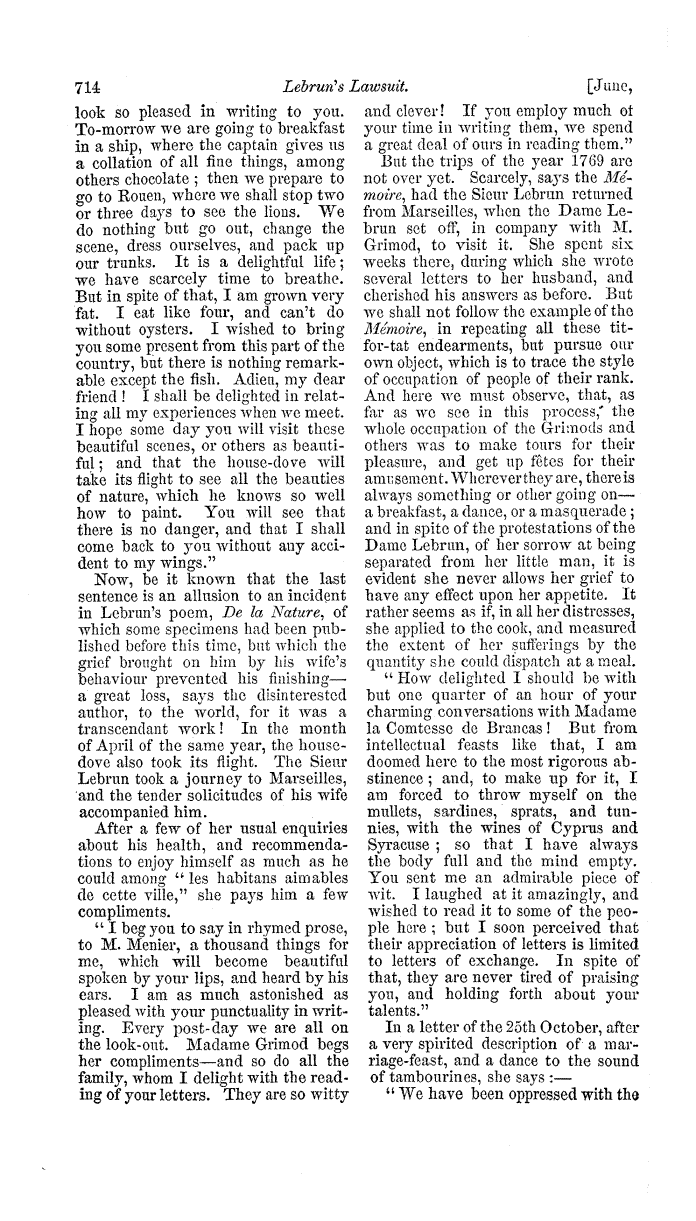 714 Lebrun's Lawsuit. [June,
look so pleased in writing to you.
To-morrow we are going to breakfast
in a ship, where the captain gives us
a collation of all fine things, among
others chocolate ; then we prepare to
go to Rouen, where we shall stop two
or three days to see the lions. We
do nothing but go out, change the
scene, dress ourselves, and pack up
our trunks. It is a delightful life ;
we have scarcely time to breathe.
But in spite of that, I am grown very
fat. I eat like four, and can't do
without oysters. I wished to bring
you some present from this part of the
country, but there is nothing remark-
able except the fish. Adieu, my dear
friend ! I shall be delighted in relat-
ing all my experiences when we meet.
I hope some day you will visit these
beautiful scenes, or others as beauti-
ful ; and that the house-dove will
take its flight to see all the beauties
of nature, which he knows so well
how to paint. You will see that
there is no danger, and that I shall
come back to you without any acci-
dent to my wings."
Now, be it known that the last
sentence is an allusion to an incident
in Lebrun's poem, De la Nature, of
which some specimens had been pub-
lished before this time, but which the
grief brought on him by his wife's
behaviour prevented his finishing—
a great loss, says the disinterested
author, to the world, for it was a
transcendant work ! In the month
of April of the same year, the house-
dove also took its flight. The Sieur
Lebrun took a journey to Marseilles,
and the tender solicitudes of his wife
accompanied him.
After a few of her usual enquiries
about his health, and recommenda-
tions to enjoy himself as much as he
could among " les habitans aimables
de cette ville," she pays him a few
compliments.
" I beg you to say in rhymed prose,
to M. Menier, a thousand things for
me, which will become beautiful
spoken by your lips, and heard by his
ears. I am as much astonished as
pleased with your punctuality in writ-
ing. Every post-day we are all on
the look-out. Madame Grimod begs
her compliments—and so do all the
family, whom I delight with the read-
ing of your letters. They are so witty
and clever ! If you employ much of
your time in writing them, we spend
a great deal of ours in reading them."
But the trips of the year 1769 are
not over yet. Scarcely, says the Mé-
moire, had the Sieur Lebrun returned
from Marseilles, when the Dame Le-
brun set off, in company with M.
Grimod, to visit it. She spent six
weeks there, during which she wrote
several letters to her husband, and
cherished his answers as before. But
we shall not follow the example of the
Mémoire, in repeating all these tit-
for-tat endearments, but pursue our
own object, which is to trace the style
of occupation of people of their rank.
And here we must observe, that, as
far as we see in this process, the
whole occupation of the Grimods and
others was to make tours for their
pleasure, and get up fêtes for their
amusement. Wherever they are, there is
always something or other going on—
a breakfast, a dance, or a masquerade ;
and in spite of the protestations of the
Dame Lebrun, of her sorrow at being
separated from her little man, it is
evident she never allows her grief to
have any effect upon her appetite. It
rather seems as if, in all her distresses,
she applied to the cook, and measured
the extent of her sufferings by the
quantity she could dispatch at a meal.
" How delighted I should be with
but one quarter of an hour of your
charming conversations with Madame
la Comtesse de Brancas ! But from
intellectual feasts like that, I am
doomed here to the most rigorous ab-
stinence ; and, to make up for it, I
am forced to throw myself on the
mullets, sardines, sprats, and tun-
nies, with the wines of Cyprus and
Syracuse ; so that I have always
the body full and the mind empty.
You sent me an admirable piece of
wit. I laughed at it amazingly, and
wished to read it to some of the peo-
ple here ; but I soon perceived that
their appreciation of letters is limited
to letters of exchange. In spite of
that, they are never tired of praising
you, and holding forth about your
talents."
In a letter of the 25th October, after
a very spirited description of a mar-
riage-feast, and a dance to the sound
of tambourines, she says :—
" We have been oppressed with the